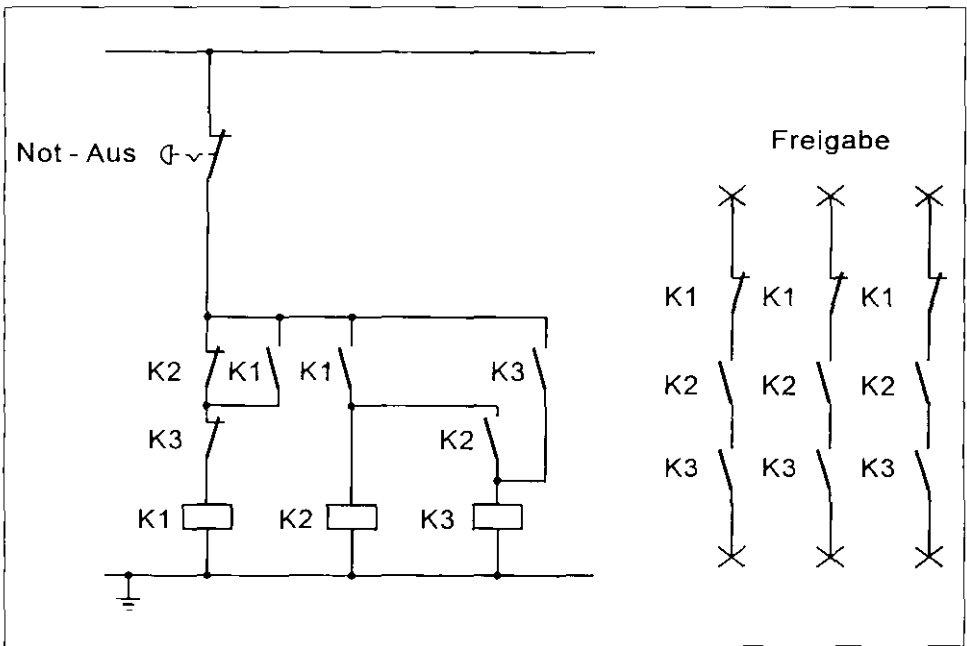 Not - Aus
Freigabe
K1 K1 K1
K2 K1 K1 K3
K2 K2 K2
K3 K2
K3 K3 K3
K1 K2 K3